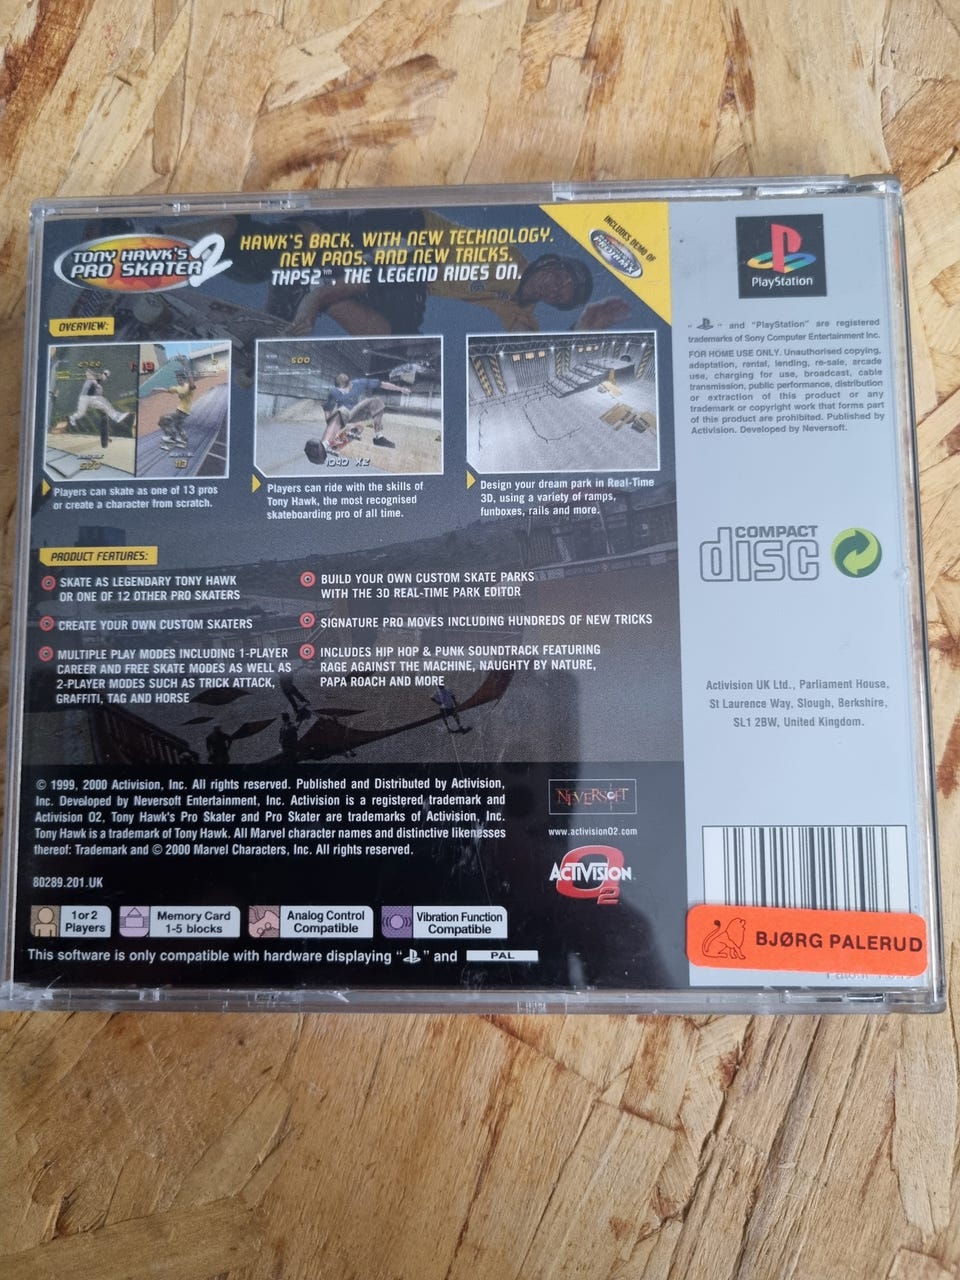 TONY HAWK'S
PRO SKATER 2
HAWK'S BACK. WITH NEW TECHNOLOGY.
NEW PROS. AND NEW TRICKS.
THPS2™, THE LEGEND RIDES ON.
INCLUDES DEMO OF
PlayStation
OVERVIEW:
500
1040 X 2
Players can skate as one of 13 pros
or create a character from scratch.
Players can ride with the skills of
Tony Hawk, the most recognised
skateboarding pro of all time.
Design your dream park in Real-Time
3D, using a variety of ramps,
funboxes, rails and more.
PRODUCT FEATURES:
SKATE AS LEGENDARY TONY HAWK
OR ONE OF 12 OTHER PRO SKATERS
CREATE YOUR OWN CUSTOM SKATERS
MULTIPLE PLAY MODES INCLUDING 1-PLAYER
CAREER AND FREE SKATE MODES AS WELL AS
2-PLAYER MODES SUCH AS TRICK ATTACK,
GRAFFITI, TAG AND HORSE
BUILD YOUR OWN CUSTOM SKATE PARKS
WITH THE 3D REAL-TIME PARK EDITOR
SIGNATURE PRO MOVES INCLUDING HUNDREDS OF NEW TRICKS
INCLUDES HIP HOP & PUNK SOUNDTRACK FEATURING
RAGE AGAINST THE MACHINE, NAUGHTY BY NATURE,
PAPA ROACH AND MORE
© 1999, 2000 Activision, Inc. All rights reserved. Published and Distributed by Activision,
Inc. Developed by Neversoft Entertainment, Inc. Activision is a registered trademark and
Activision O2, Tony Hawk's Pro Skater and Pro Skater are trademarks of Activision, Inc.
Tony Hawk is a trademark of Tony Hawk. All Marvel character names and distinctive likenesses
thereof: Trademark and © 2000 Marvel Characters, Inc. All rights reserved.
80289.201.UK
NEVERSOFT
www.activisionO2.com
ACTIVISION
O2
1 or 2
Players
Memory Card
1-5 blocks
Analog Control
Compatible
Vibration Function
Compatible
This software is only compatible with hardware displaying " " and PAL
" " and "PlayStation" are registered
trademarks of Sony Computer Entertainment Inc.
FOR HOME USE ONLY. Unauthorised copying,
adaptation, rental, lending, re-sale, arcade
use, charging for use, broadcast, cable
transmission, public performance, distribution
or extraction of this product or any
trademark or copyright work that forms part
of this product are prohibited. Published by
Activision. Developed by Neversoft.
COMPACT
disc
Activision UK Ltd., Parliament House,
St Laurence Way, Slough, Berkshire,
SL1 2BW, United Kingdom.
BJØRG PALERUD